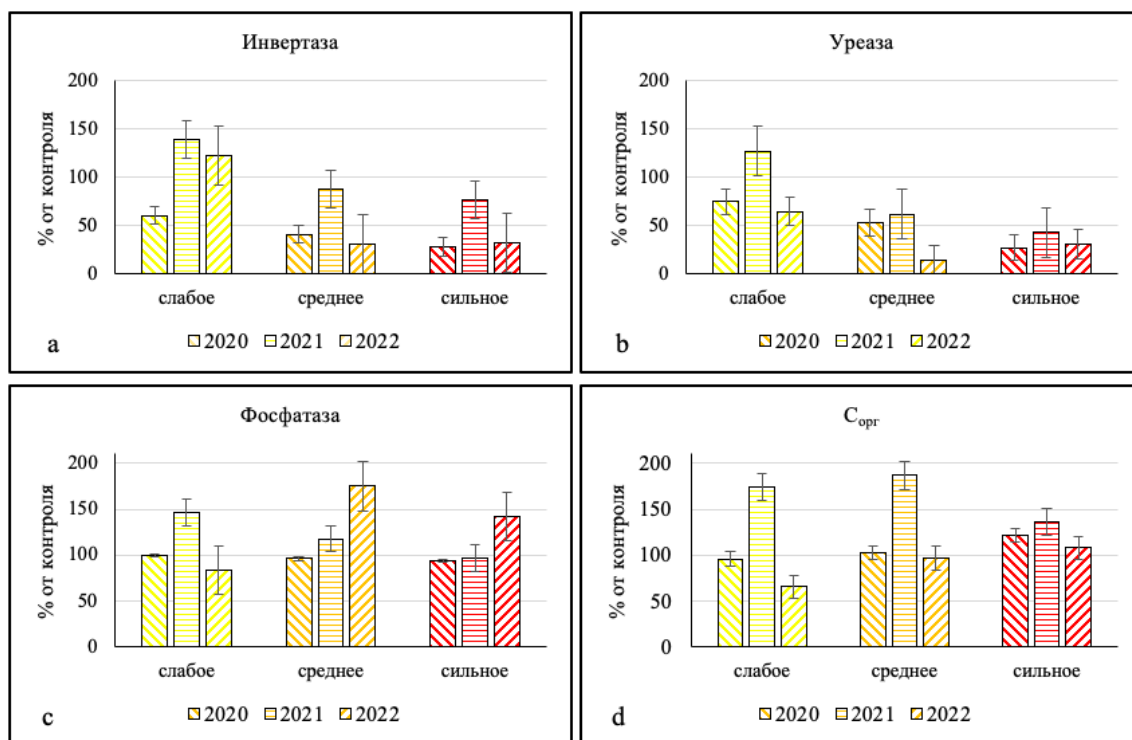 Инвертаза
% от контроля
200
150
100
50
0
слабое среднее сильное
2020 2021 2022
a
Уреаза
% от контроля
200
150
100
50
0
слабое среднее сильное
2020 2021 2022
b
Фосфатаза
% от контроля
200
150
100
50
0
слабое среднее сильное
2020 2021 2022
c
Сорг
% от контроля
200
150
100
50
0
слабое среднее сильное
2020 2021 2022
d